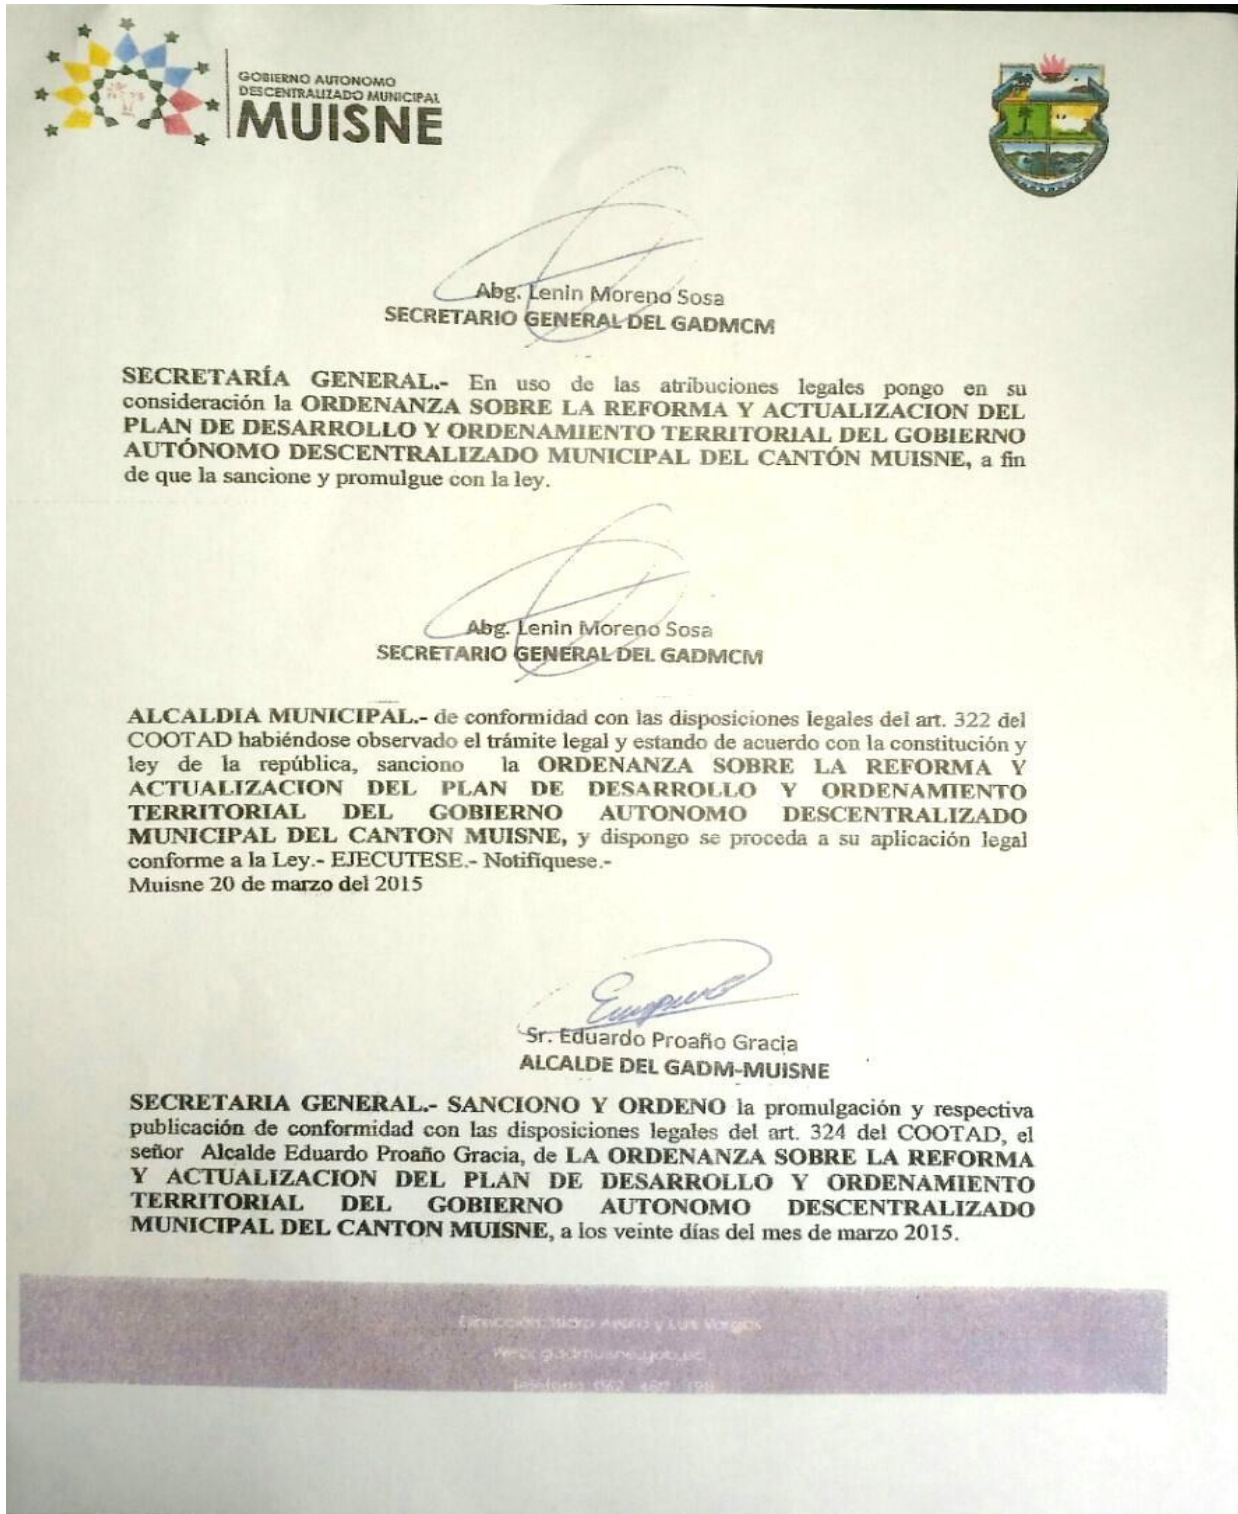 GOBIERNO AUTONOMO
DESCENTRALIZADO MUNICIPAL
MUISNE
Abg. Lenin Moreno Sosa
SECRETARIO GENERAL DEL GADMCM
SECRETARÍA GENERAL.- En uso de las atribuciones legales pongo en su
consideración la ORDENANZA SOBRE LA REFORMA Y ACTUALIZACION DEL
PLAN DE DESARROLLO Y ORDENAMIENTO TERRITORIAL DEL GOBIERNO
AUTÓNOMO DESCENTRALIZADO MUNICIPAL DEL CANTÓN MUISNE, a fin
de que la sancione y promulgue con la ley.
Abg. Lenin Moreno Sosa
SECRETARIO GENERAL DEL GADMCM
ALCALDIA MUNICIPAL.- de conformidad con las disposiciones legales del art. 322 del
COOTAD habiéndose observado el trámite legal y estando de acuerdo con la constitución y
ley de la república, sanciono la ORDENANZA SOBRE LA REFORMA Y
ACTUALIZACION DEL PLAN DE DESARROLLO Y ORDENAMIENTO
TERRITORIAL DEL GOBIERNO AUTONOMO DESCENTRALIZADO
MUNICIPAL DEL CANTON MUISNE, y dispongo se proceda a su aplicación legal
conforme a la Ley.- EJECUTESE.- Notifíquese.-
Muisne 20 de marzo del 2015
Sr. Eduardo Proaño Gracia
ALCALDE DEL GADM-MUISNE
SECRETARIA GENERAL.- SANCIONO Y ORDENO la promulgación y respectiva
publicación de conformidad con las disposiciones legales del art. 324 del COOTAD, el
señor Alcalde Eduardo Proaño Gracia, de LA ORDENANZA SOBRE LA REFORMA
Y ACTUALIZACION DEL PLAN DE DESARROLLO Y ORDENAMIENTO
TERRITORIAL DEL GOBIERNO AUTONOMO DESCENTRALIZADO
MUNICIPAL DEL CANTON MUISNE, a los veinte días del mes de marzo 2015.
Dirección: Isidro y Luis Vargas
Web: gadmuisne.gob.ec